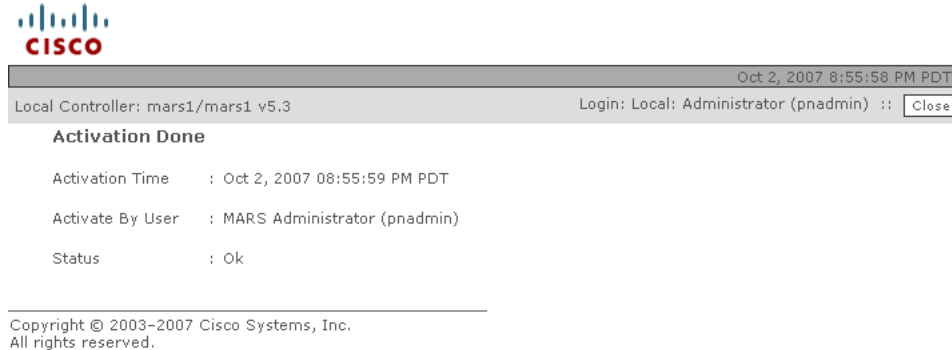 CISCO
Oct 2, 2007 8:55:58 PM PDT
Local Controller: mars1/mars1 v5.3 Login: Local: Administrator (pnadmin) :: Close
Activation Done
Activation Time : Oct 2, 2007 08:55:59 PM PDT
Activate By User : MARS Administrator (pnadmin)
Status : Ok
Copyright © 2003-2007 Cisco Systems, Inc.
All rights reserved.